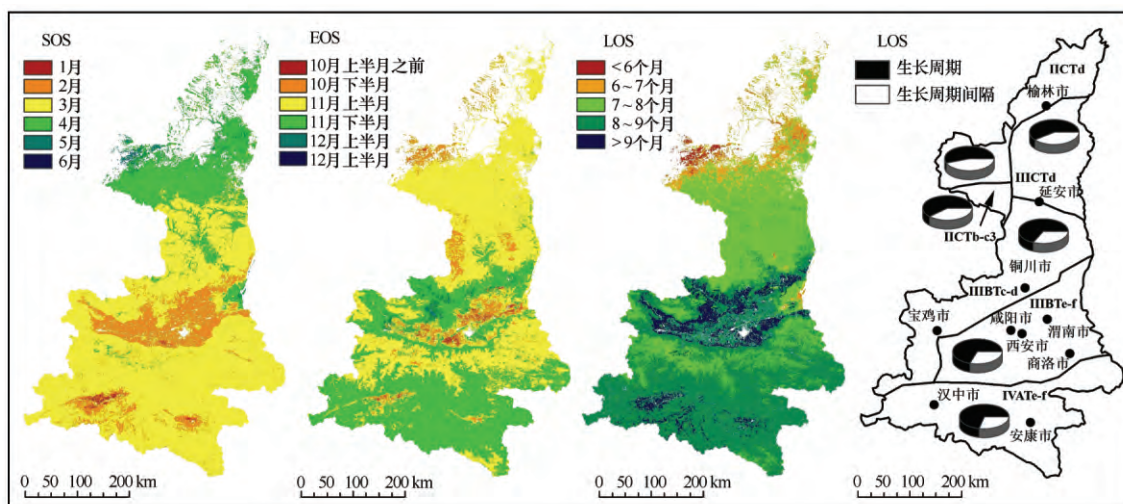 SOS
1月
2月
3月
4月
5月
6月
0 50 100 200 km
EOS
10月上半月之前
10月下半月
11月上半月
11月下半月
12月上半月
12月上半月
0 50 100 200 km
LOS
<6个月
6~7个月
7~8个月
8~9个月
>9个月
0 50 100 200 km
LOS
生长周期
生长周期间隔
IICTd
榆林市
IIICTd
延安市
IICTb-c3
铜川市
IIIBTc-d
IIIBTe-f
宝鸡市
咸阳市
渭南市
西安市
商洛市
汉中市
IVATe-f
安康市
0 50 100 200 km